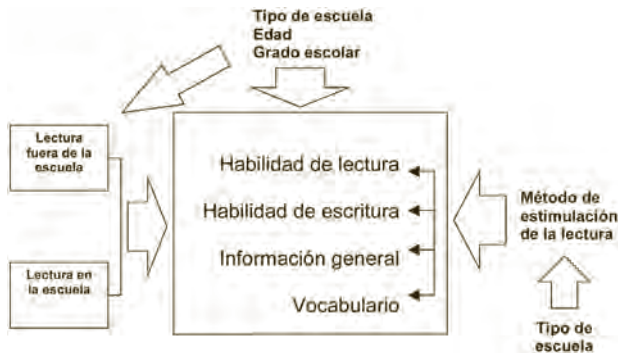 Tipo de escuela
Edad
Grado escolar
Lectura
fuera de la
escuela
Lectura en
la escuela
Habilidad de lectura
Habilidad de escritura
Información general
Vocabulario
Método de
estimulación
de la lectura
Tipo de
escuela